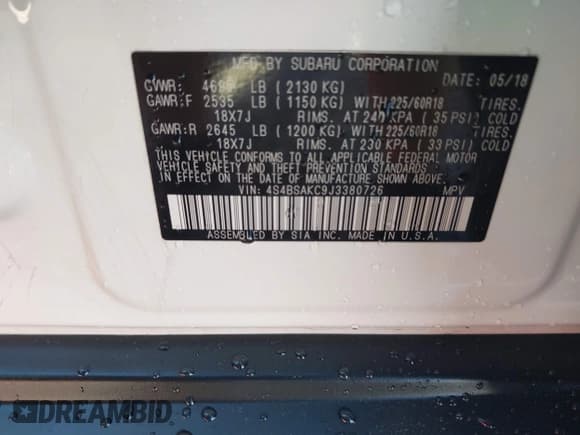 MFD BY SUBARU CORPORATION DATE: 05/18
GVWR: LB (2130 KG)
GAWR:F 2535 LB (1150 KG) WITH 225/60R18 TIRES.
18X7J RIMS. AT 240 KPA (35 PSI) COLD
GAWR:R 2645 LB (1200 KG) WITH 225/60R18 TIRES.
18X7J RIMS. AT 230 KPA (33 PSI) COLD
THIS VEHICLE CONFORMS TO ALL APPLICABLE FEDERAL MOTOR
VEHICLE SAFETY AND THEFT PREVENTION STANDARDS
IN EFFECT ON THE DATE OF MANUFACTURE SHOWN ABOVE.
VIN: 4S4BSAKC9J3380726 MPV
ASSEMBLED BY SIA INC. MADE IN U.S.A.
DREAMBID